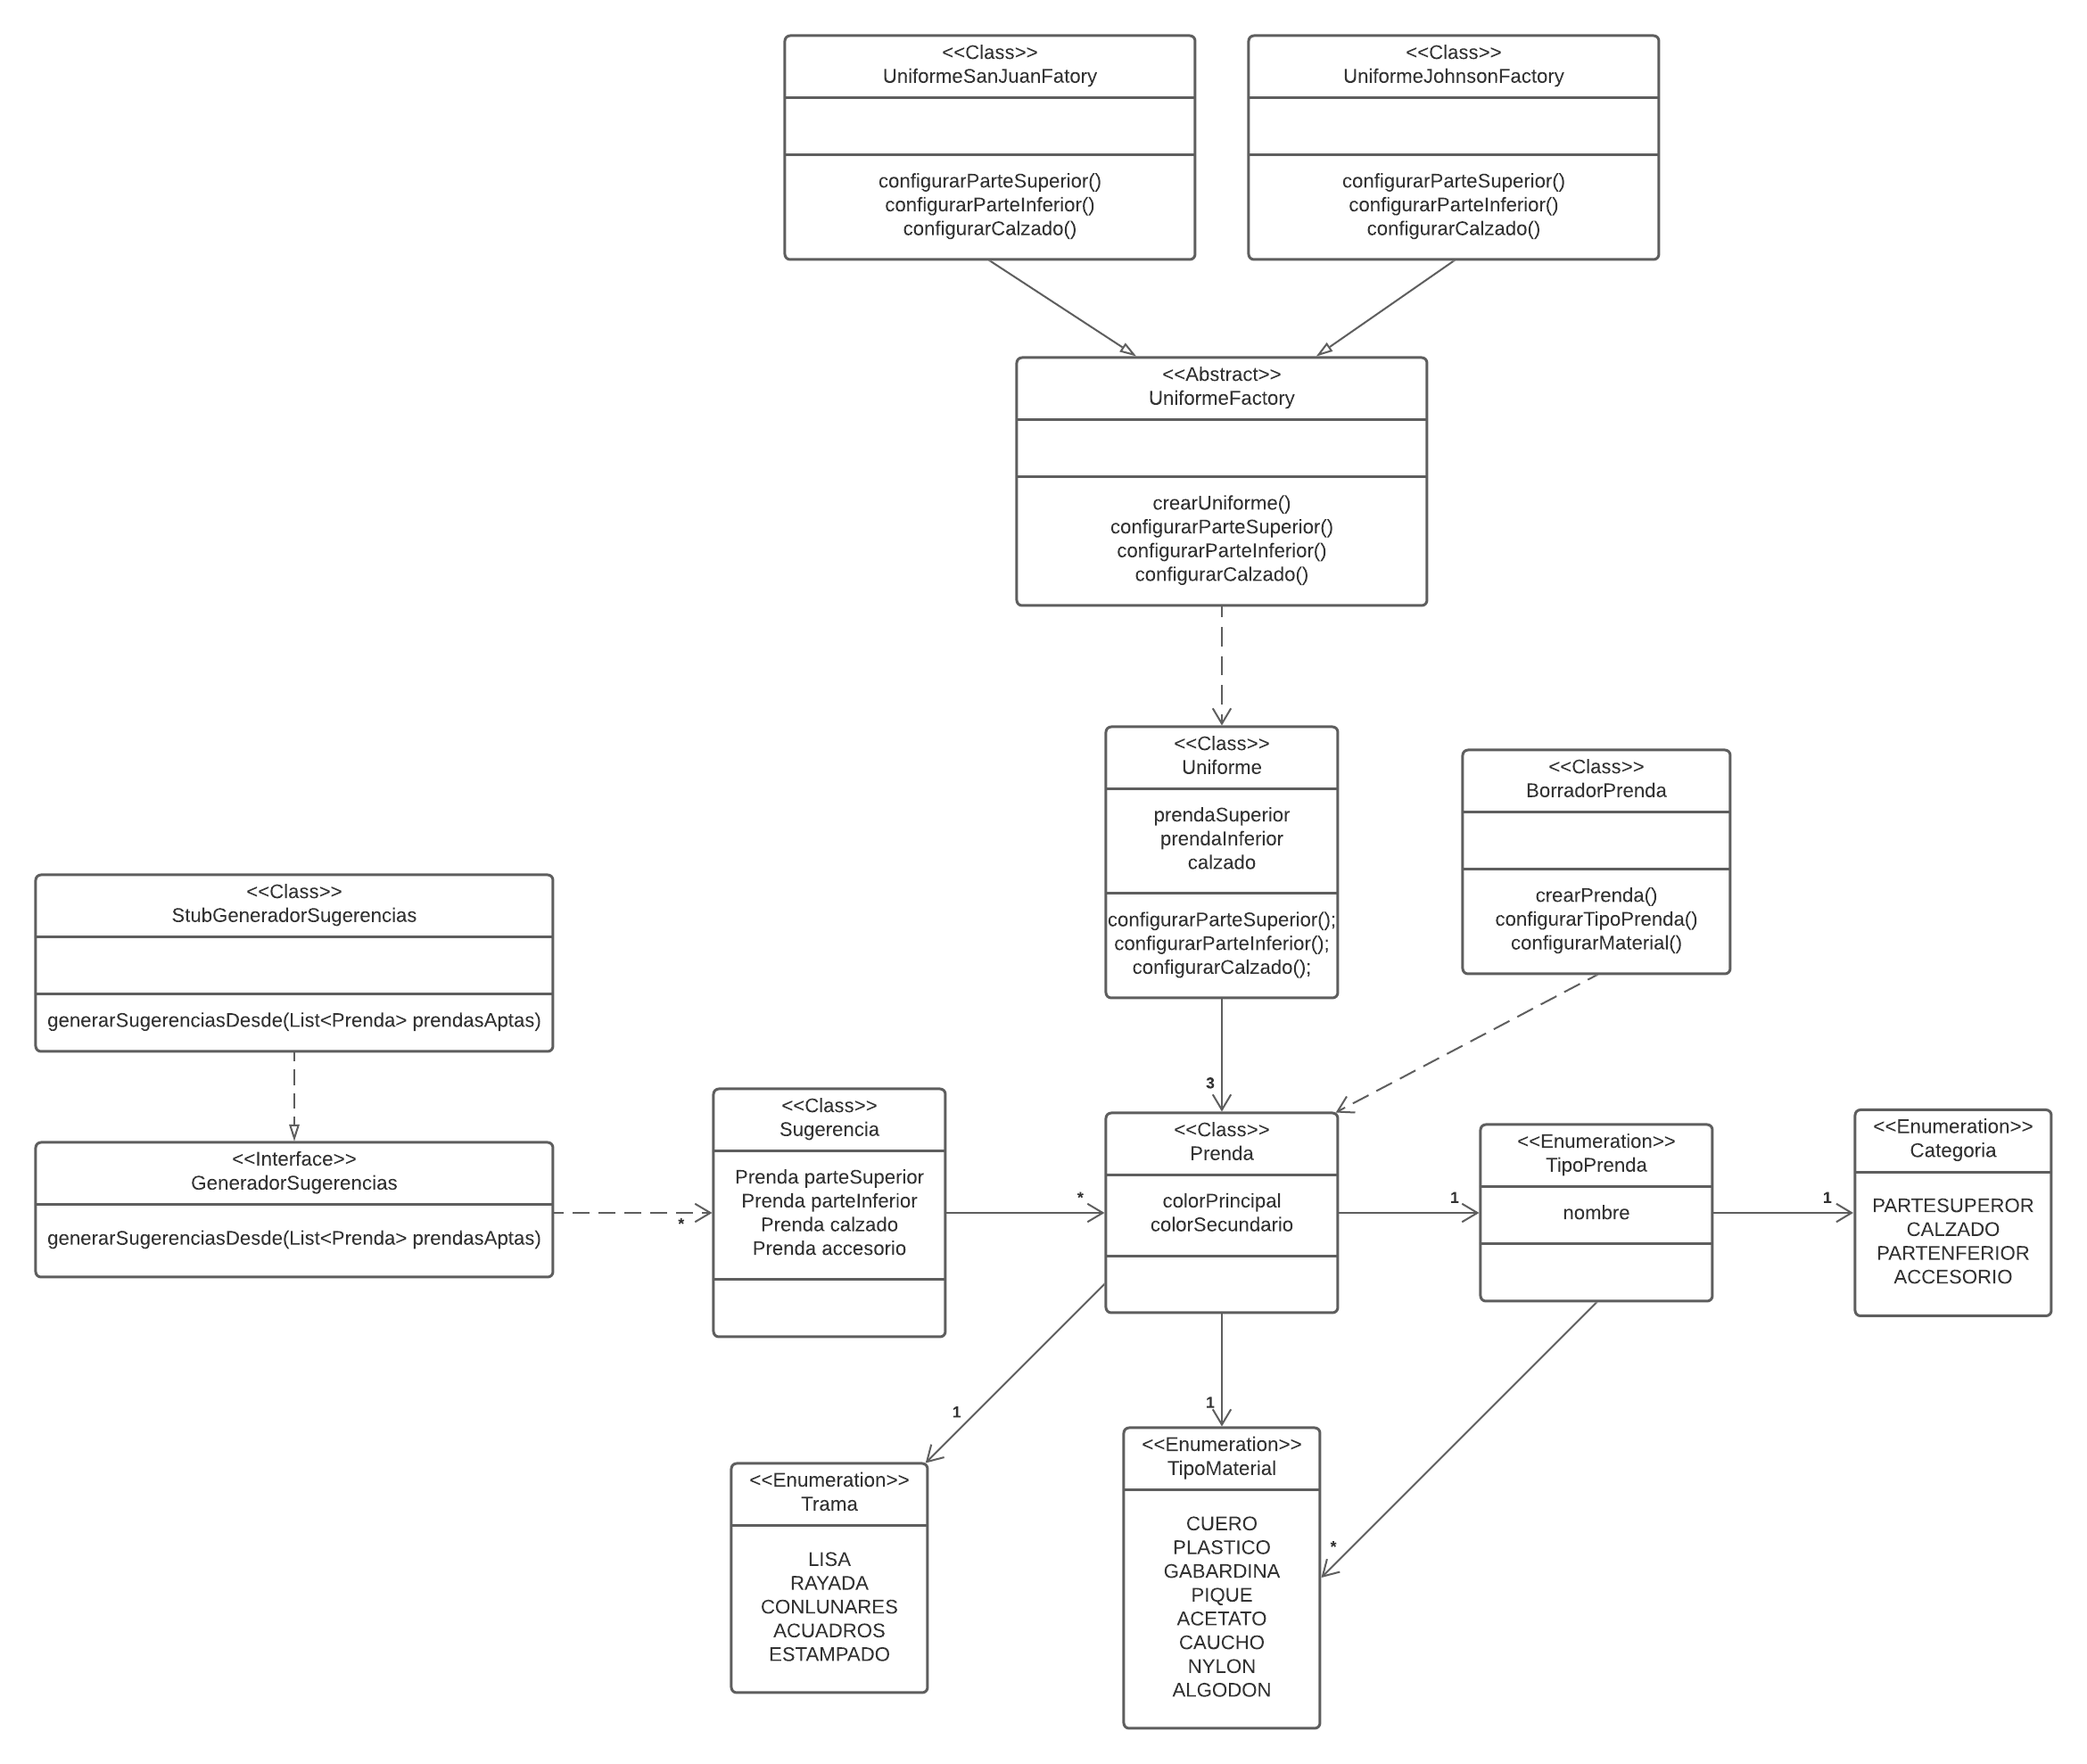 <<Class>>
UniformeSanJuanFatory
configurarParteSuperior()
configurarParteInferior()
configurarCalzado()
<<Class>>
UniformeJohnsonFactory
configurarParteSuperior()
configurarParteInferior()
configurarCalzado()
<<Abstract>>
UniformeFactory
crearUniforme()
configurarParteSuperior()
configurarParteInferior()
configurarCalzado()
<<Class>>
Uniforme
prendaSuperior
prendaInferior
calzado
configurarParteSuperior();
configurarParteInferior();
configurarCalzado();
<<Class>>
BorradorPrenda
crearPrenda()
configurarTipoPrenda()
configurarMaterial()
<<Class>>
StubGeneradorSugerencias
generarSugerenciasDesde(List<Prenda> prendasAptas)
<<Interface>>
GeneradorSugerencias
generarSugerenciasDesde(List<Prenda> prendasAptas)
*
<<Class>>
Sugerencia
Prenda parteSuperior
Prenda parteInferior
Prenda calzado
Prenda accesorio
*
3
<<Class>>
Prenda
colorPrincipal
colorSecundario
1
<<Enumeration>>
TipoPrenda
nombre
1
<<Enumeration>>
Categoria
PARTESUPEROR
CALZADO
PARTENFERIOR
ACCESORIO
1
<<Enumeration>>
Trama
LISA
RAYADA
CONLUNARES
ACUADROS
ESTAMPADO
1
<<Enumeration>>
TipoMaterial
CUERO
PLASTICO
GABARDINA
PIQUE
ACETATO
CAUCHO
NYLON
ALGODON
*